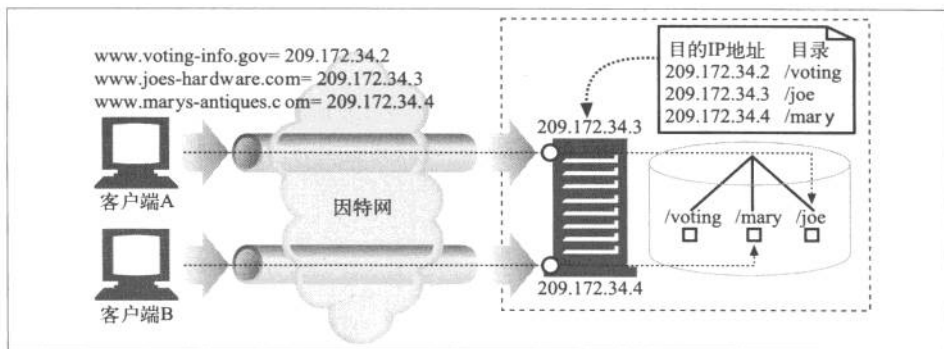 www.voting-info.gov= 209.172.34.2
www.joes-hardware.com= 209.172.34.3
www.marys-antiques.c om= 209.172.34.4
客户端A
因特网
客户端B
209.172.34.3
209.172.34.4
目的IP地址 目录
209.172.34.2 /voting
209.172.34.3 /joe
209.172.34.4 /mary
/voting /mary /joe